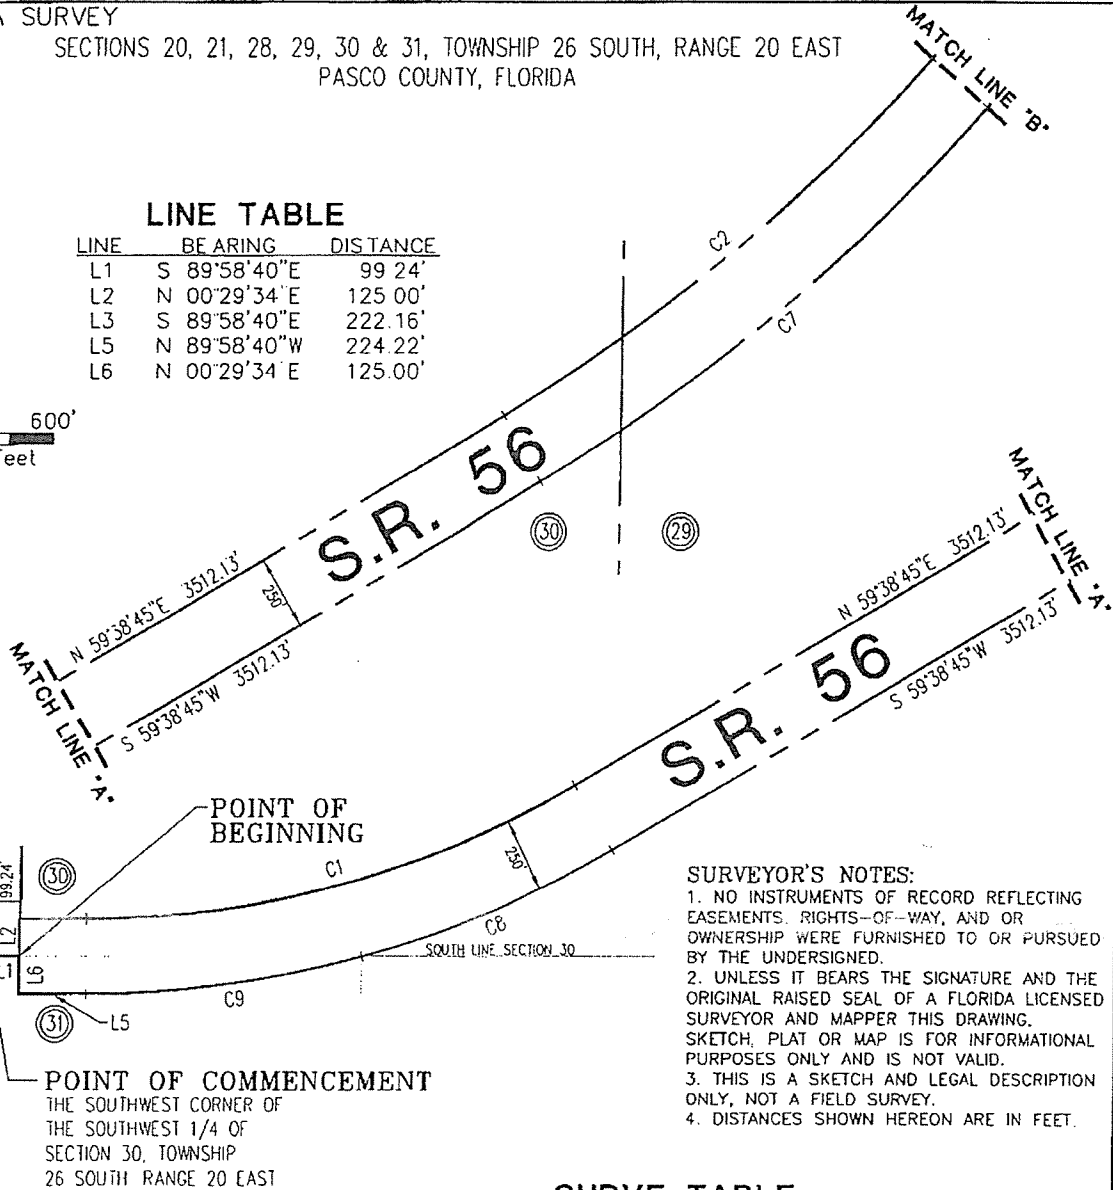 A SURVEY
SECTIONS 20, 21, 28, 29, 30 & 31, TOWNSHIP 26 SOUTH, RANGE 20 EAST
PASCO COUNTY, FLORIDA
MATCH LINE "B"
LINE TABLE
LINE BEARING DISTANCE
L1 S 89°58'40"E 99 24'
L2 N 00°29'34 E 125 00'
L3 S 89°58'40"E 222.16'
L5 N 89°58'40"W 224.22'
L6 N 00°29'34 E 125.00'
C2
C7
600'
feet
S.R. 56
30
29
N 59°38'45"E 3512.13'
250'
S 59°38'45"W 3512.13'
MATCH LINE "A"
MATCH LINE "A"
N 59°38'45"E 3512.13'
S 59°38'45"W 3512.13'
S.R. 56
POINT OF
BEGINNING
C1
250'
C8
SOUTH LINE SECTION 30
99.24'
30
L2
L1
L6
C9
31
L5
POINT OF COMMENCEMENT
THE SOUTHWEST CORNER OF
THE SOUTHWEST 1/4 OF
SECTION 30, TOWNSHIP
26 SOUTH RANGE 20 EAST
SURVEYOR'S NOTES:
1. NO INSTRUMENTS OF RECORD REFLECTING
EASEMENTS. RIGHTS-OF-WAY, AND OR
OWNERSHIP WERE FURNISHED TO OR PURSUED
BY THE UNDERSIGNED.
2. UNLESS IT BEARS THE SIGNATURE AND THE
ORIGINAL RAISED SEAL OF A FLORIDA LICENSED
SURVEYOR AND MAPPER THIS DRAWING.
SKETCH, PLAT OR MAP IS FOR INFORMATIONAL
PURPOSES ONLY AND IS NOT VALID.
3. THIS IS A SKETCH AND LEGAL DESCRIPTION
ONLY, NOT A FIELD SURVEY.
4. DISTANCES SHOWN HEREON ARE IN FEET.
CURVE TABLE